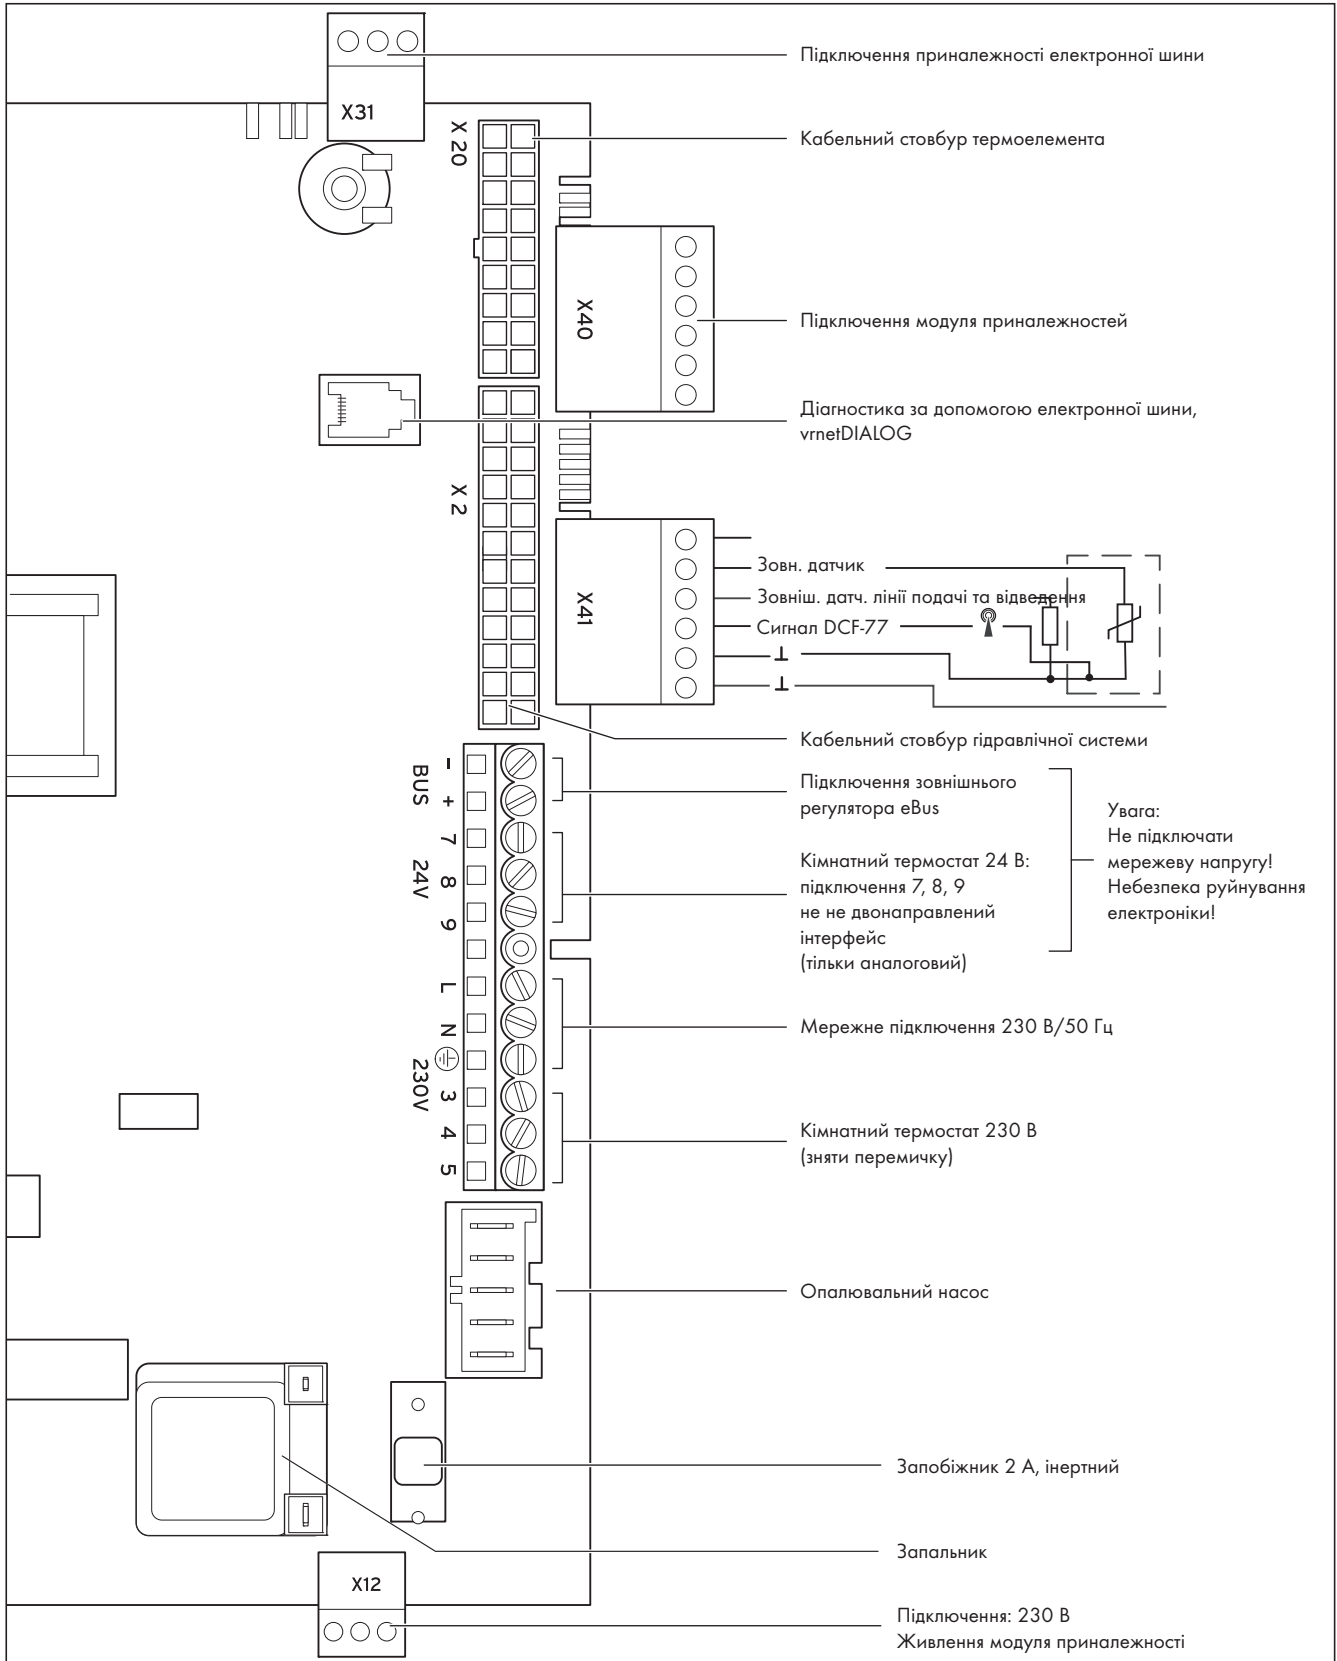 Підключення приналежності електронної шини
X31
X 20
Кабельний стовбур термоелемента
X40
Підключення модуля приналежностей
Діагностика за допомогою електронної шини,
vrnetDIALOG
X 2
X41
Зовн. датчик
Зовніш. датч. лінії подачі та відведення
Сигнал DCF-77
Кабельний стовбур гідравлічної системи
BUS
-
+
Підключення зовнішнього
регулятора eBus
24V
7
8
9
Кімнатний термостат 24 В:
підключення 7, 8, 9
не не двонаправлений
інтерфейс
(тільки аналоговий)
Увага:
Не підключати
мережеву напругу!
Небезпека руйнування
електроніки!
L
N
Мережне підключення 230 В/50 Гц
230V
3
4
5
Кімнатний термостат 230 В
(зняти перемичку)
Опалювальний насос
Запобіжник 2 А, інертний
Запальник
X12
Підключення: 230 В
Живлення модуля приналежності